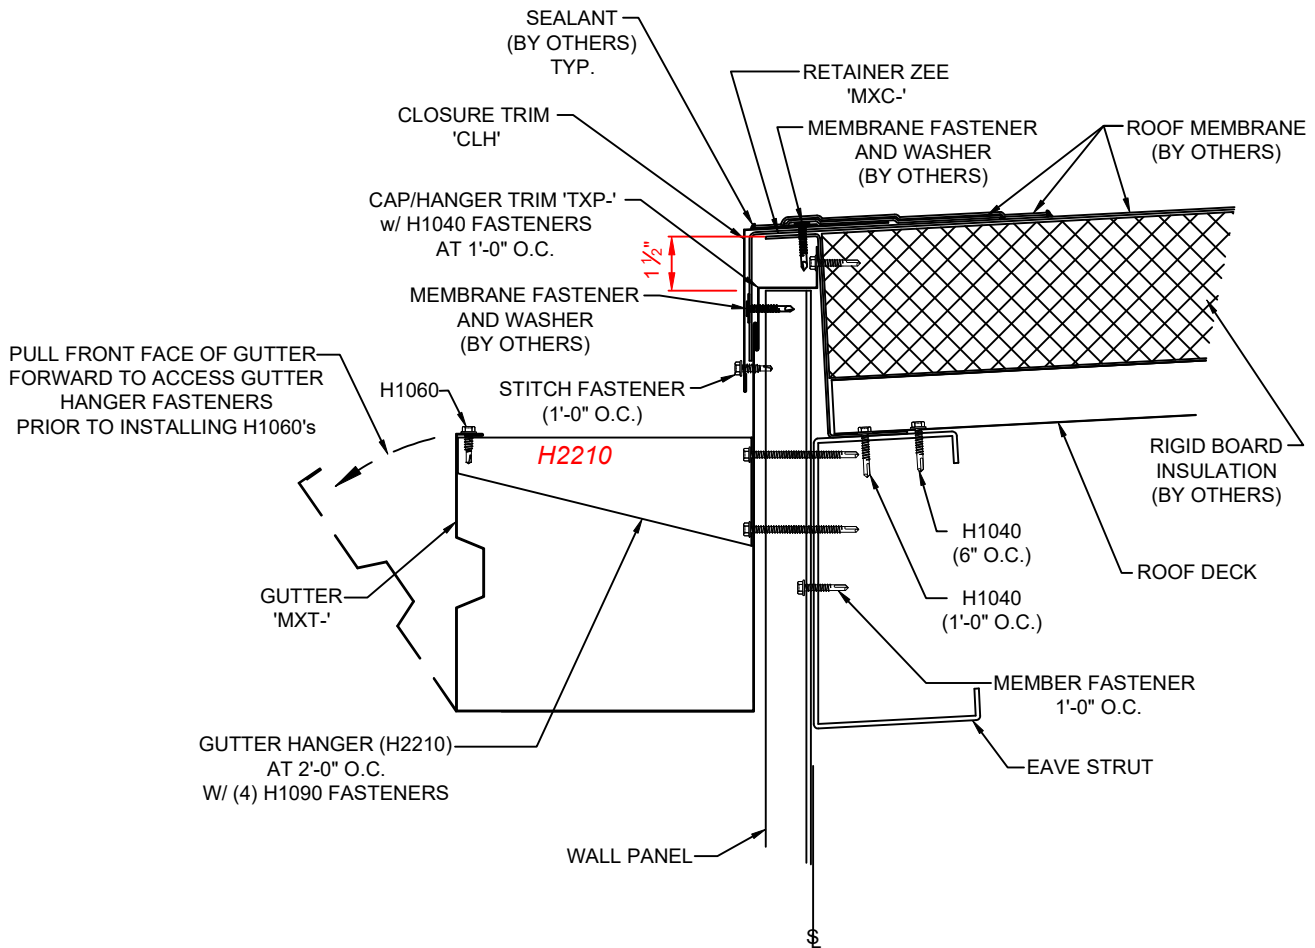 SEALANT
(BY OTHERS)
TYP.
RETAINER ZEE
'MXC-'
CLOSURE TRIM
'CLH'
MEMBRANE FASTENER
AND WASHER
(BY OTHERS)
ROOF MEMBRANE
(BY OTHERS)
CAP/HANGER TRIM 'TXP-'
w/ H1040 FASTENERS
AT 1'-0" O.C.
1 1/2"
MEMBRANE FASTENER
AND WASHER
(BY OTHERS)
PULL FRONT FACE OF GUTTER
FORWARD TO ACCESS GUTTER
HANGER FASTENERS
PRIOR TO INSTALLING H1060's
H1060
STITCH FASTENER
(1'-0" O.C.)
H2210
RIGID BOARD
INSULATION
(BY OTHERS)
H1040
(6" O.C.)
ROOF DECK
GUTTER
'MXT-'
H1040
(1'-0" O.C.)
MEMBER FASTENER
1'-0" O.C.
GUTTER HANGER (H2210)
AT 2'-0" O.C.
W/ (4) H1090 FASTENERS
EAVE STRUT
WALL PANEL